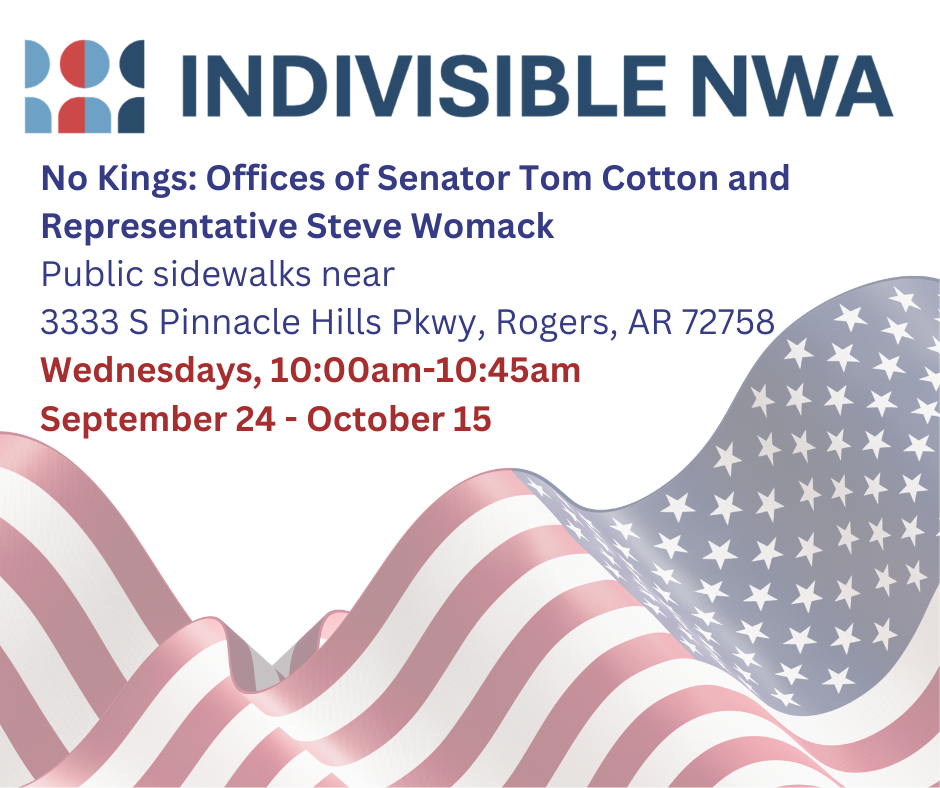 INDIVISIBLE NWA
No Kings: Offices of Senator Tom Cotton and
Representative Steve Womack
Public sidewalks near
3333 S Pinnacle Hills Pkwy, Rogers, AR 72758
Wednesdays, 10:00am-10:45am
September 24 - October 15